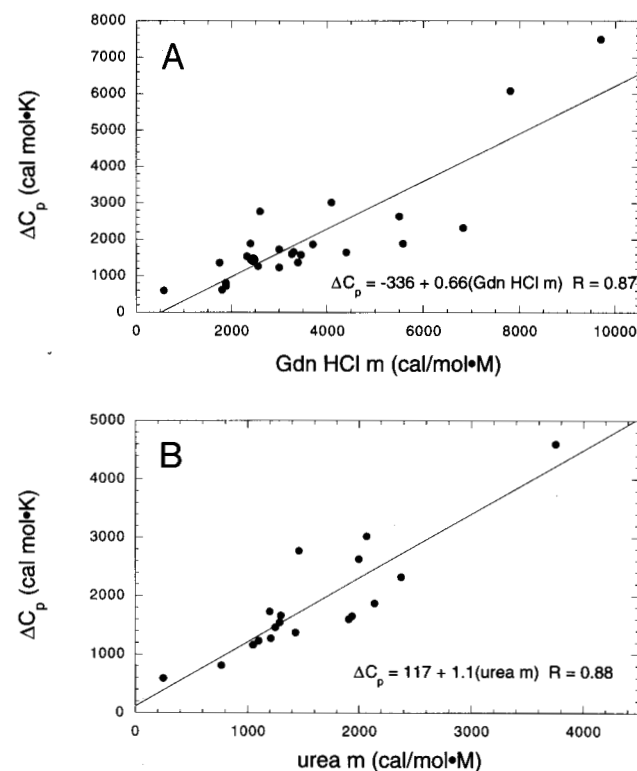 A
8000
7000
6000
5000
4000
3000
2000
1000
0
ΔCp (cal mol•K)
ΔCp = -336 + 0.66(Gdn HCl m) R = 0.87
0 2000 4000 6000 8000 10000
Gdn HCl m (cal/mol•M)
B
5000
4000
3000
2000
1000
0
ΔCp (cal mol•K)
ΔCp = 117 + 1.1(urea m) R = 0.88
0 1000 2000 3000 4000
urea m (cal/mol•M)